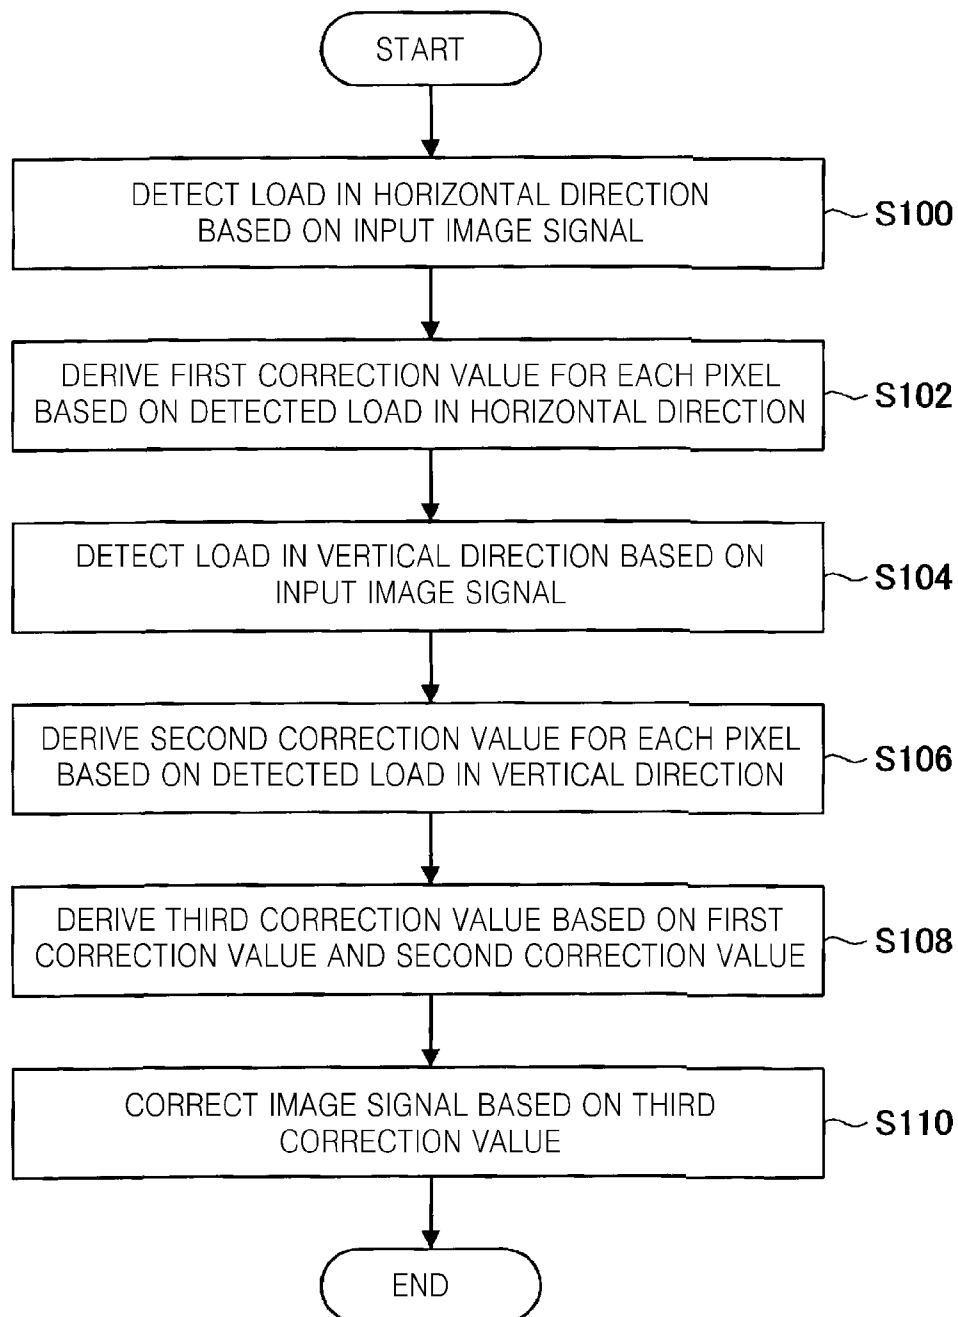 START
DETECT LOAD IN HORIZONTAL DIRECTION
BASED ON INPUT IMAGE SIGNAL
S100
DERIVE FIRST CORRECTION VALUE FOR EACH PIXEL
BASED ON DETECTED LOAD IN HORIZONTAL DIRECTION
S102
DETECT LOAD IN VERTICAL DIRECTION BASED ON
INPUT IMAGE SIGNAL
S104
DERIVE SECOND CORRECTION VALUE FOR EACH PIXEL
BASED ON DETECTED LOAD IN VERTICAL DIRECTION
S106
DERIVE THIRD CORRECTION VALUE BASED ON FIRST
CORRECTION VALUE AND SECOND CORRECTION VALUE
S108
CORRECT IMAGE SIGNAL BASED ON THIRD
CORRECTION VALUE
S110
END